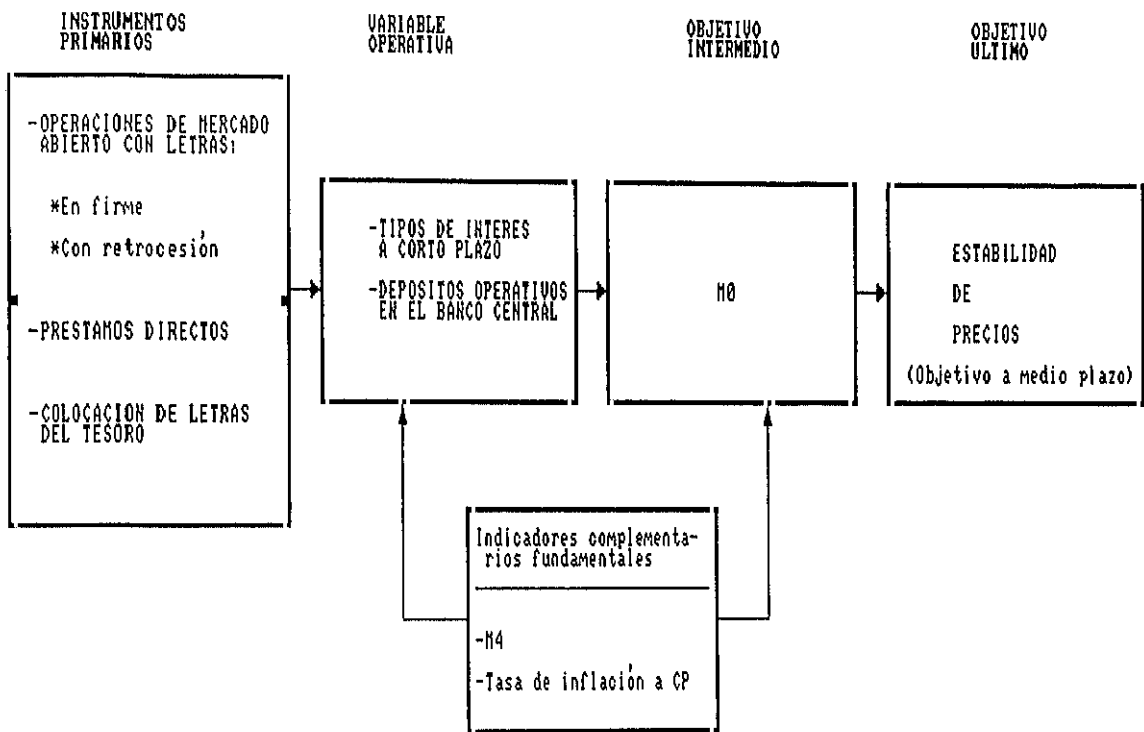 INSTRUMENTOS
PRIMARIOS
VARIABLE
OPERATIVA
OBJETIVO
INTERMEDIO
OBJETIVO
ULTIMO
-OPERACIONES DE MERCADO
ABIERTO CON LETRAS:
*En firme
*Con retrocesión
-PRESTAMOS DIRECTOS
-COLOCACION DE LETRAS
DEL TESORO
-TIPOS DE INTERES
A CORTO PLAZO
-DEPOSITOS OPERATIVOS
EN EL BANCO CENTRAL
M0
ESTABILIDAD
DE
PRECIOS
(Objetivo a medio plazo)
Indicadores complementa-
rios fundamentales
-M4
-Tasa de inflación a CP